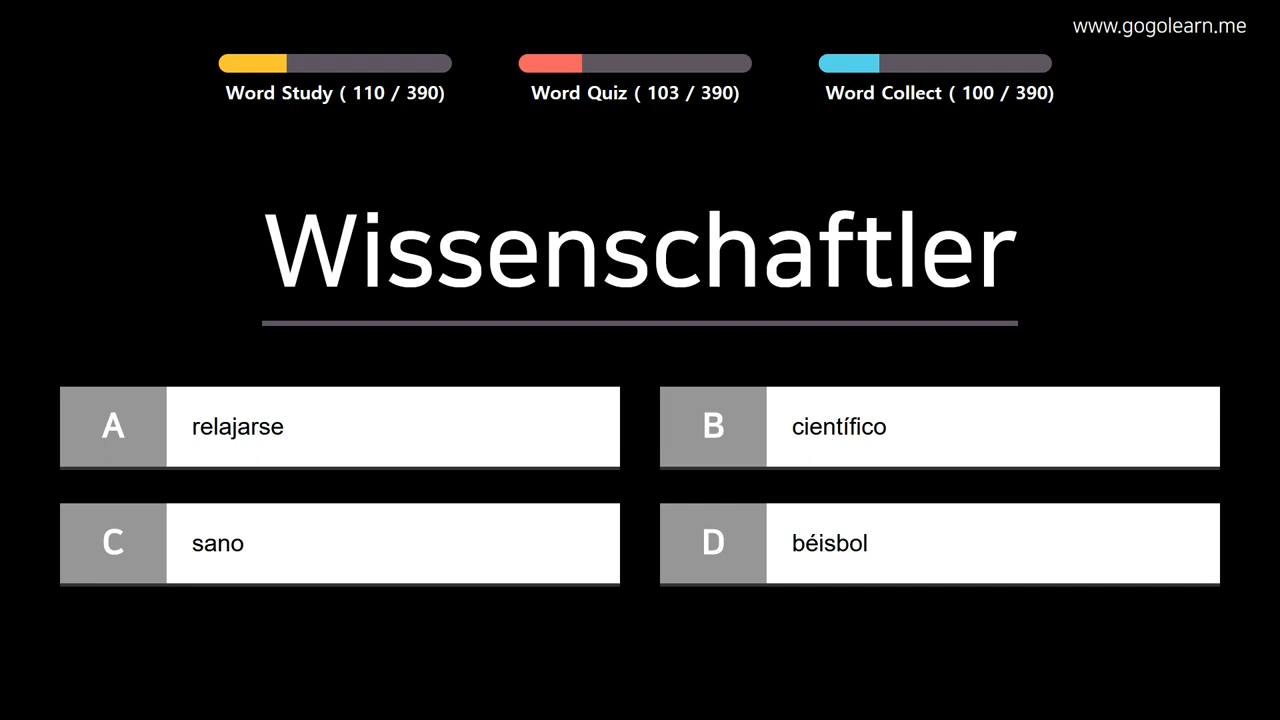 www.gogolearn.me
Word Study ( 110 / 390)
Word Quiz ( 103 / 390)
Word Collect ( 100 / 390)
Wissenschaftler
A relajarse
B científico
C sano
D béisbol